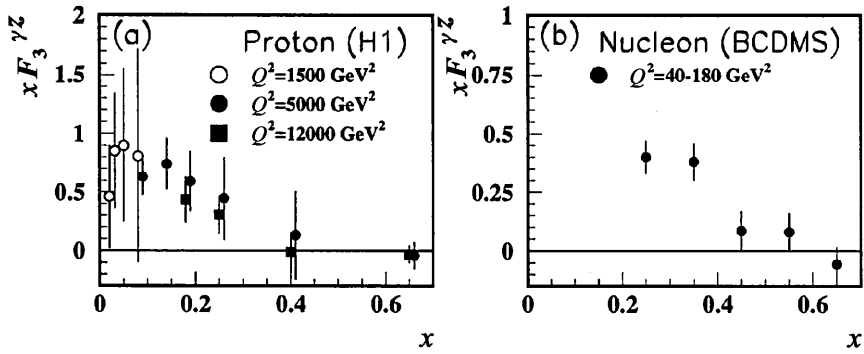 (a) Proton (H1)
Q²=1500 GeV²
Q²=5000 GeV²
Q²=12000 GeV²
xF₃^γZ
2
1.5
1
0.5
0
0 0.2 0.4 0.6
x
(b) Nucleon (BCDMS)
Q²=40-180 GeV²
xF₃^γZ
1
0.75
0.5
0.25
0
0 0.2 0.4 0.6
x